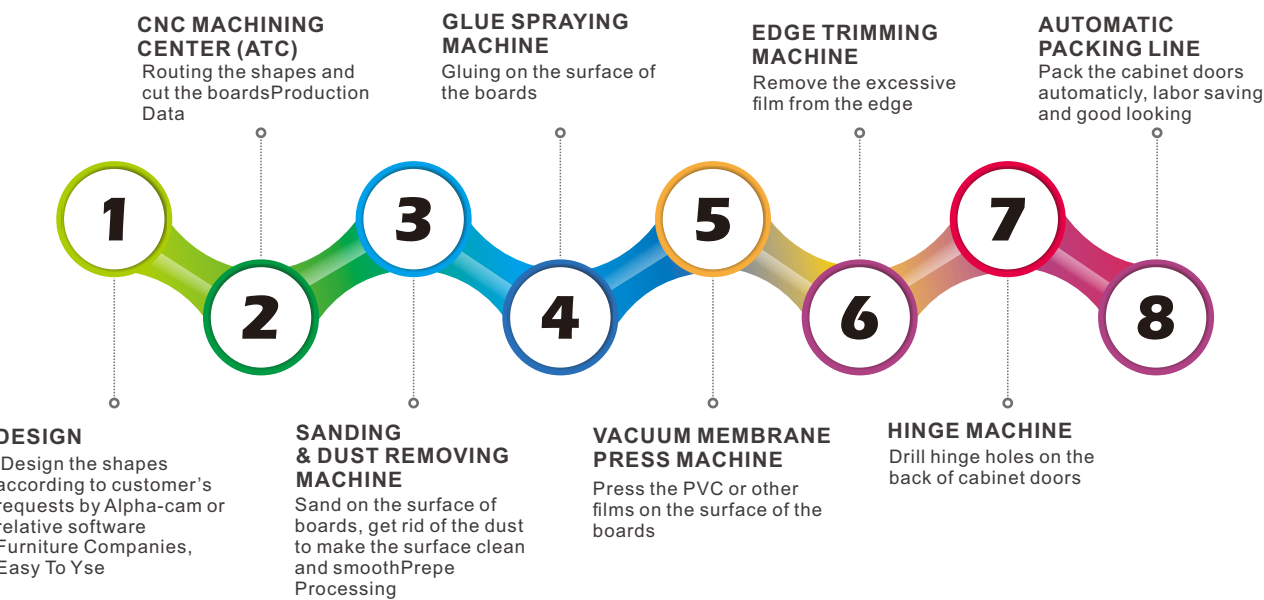 CNC MACHINING
CENTER (ATC)
Routing the shapes and
cut the boardsProduction
Data
GLUE SPRAYING
MACHINE
Gluing on the surface of
the boards
EDGE TRIMMING
MACHINE
Remove the excessive
film from the edge
AUTOMATIC
PACKING LINE
Pack the cabinet doors
automaticly, labor saving
and good looking
1
2
3
4
5
6
7
8
DESIGN
Design the shapes
according to customer's
requests by Alpha-cam or
relative software
Furniture Companies,
Easy To Yse
SANDING
& DUST REMOVING
MACHINE
Sand on the surface of
boards, get rid of the dust
to make the surface clean
and smoothPrepe
Processing
VACUUM MEMBRANE
PRESS MACHINE
Press the PVC or other
films on the surface of the
boards
HINGE MACHINE
Drill hinge holes on the
back of cabinet doors